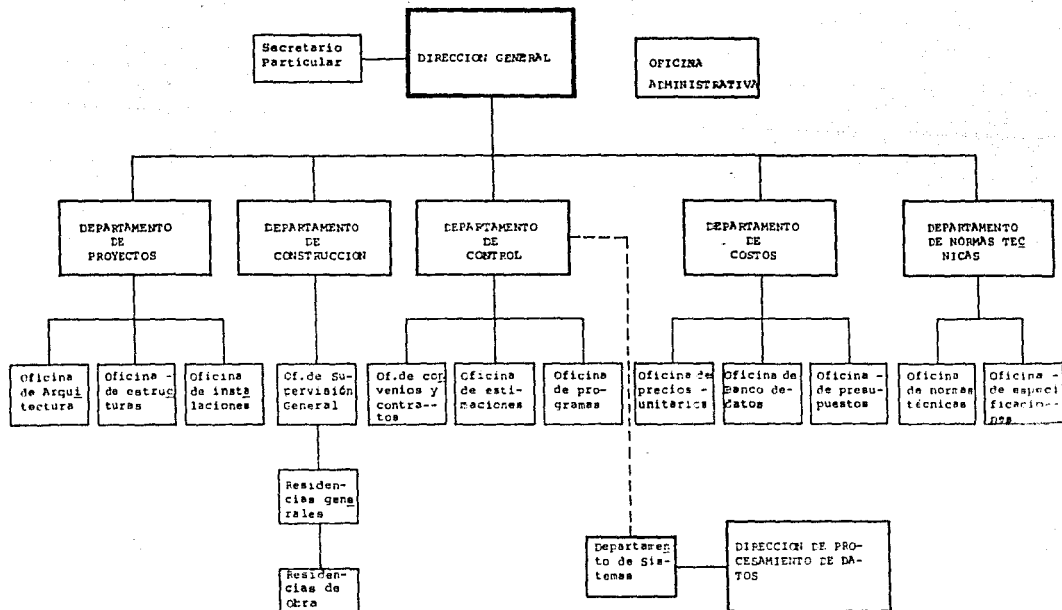 Secretario
Particular
DIRECCION GENERAL
OFICINA
ADMINISTRATIVA
DEPARTAMENTO
DE
PROYECTOS
DEPARTAMENTO
DE
CONSTRUCCION
DEPARTAMENTO
DE
CONTROL
DEPARTAMENTO
DE
COSTOS
DEPARTAMENTO
DE NORMAS TEC
NICAS
Oficina
de Arqui
tectura
Oficina -
de estruc
turas
Oficina
de insta
laciones
Of.de Su-
pervisión
General
Of.de con
venios y
contra--
tos
Oficina
de esti-
maciones
Oficina
de pro-
gramas
Oficina de
precios -
unitarios
Oficina de
Banco de-
datos
Oficina -
de presu-
puestos
Oficina
de normas
técnicas
Oficina -
de especi
ficacio-
nes
Residen-
cias gene
rales
Residen-
cias de
Obra
Departamen
to de Sis-
temas
DIRECCION DE PRO-
CESAMIENTO DE DA-
TOS